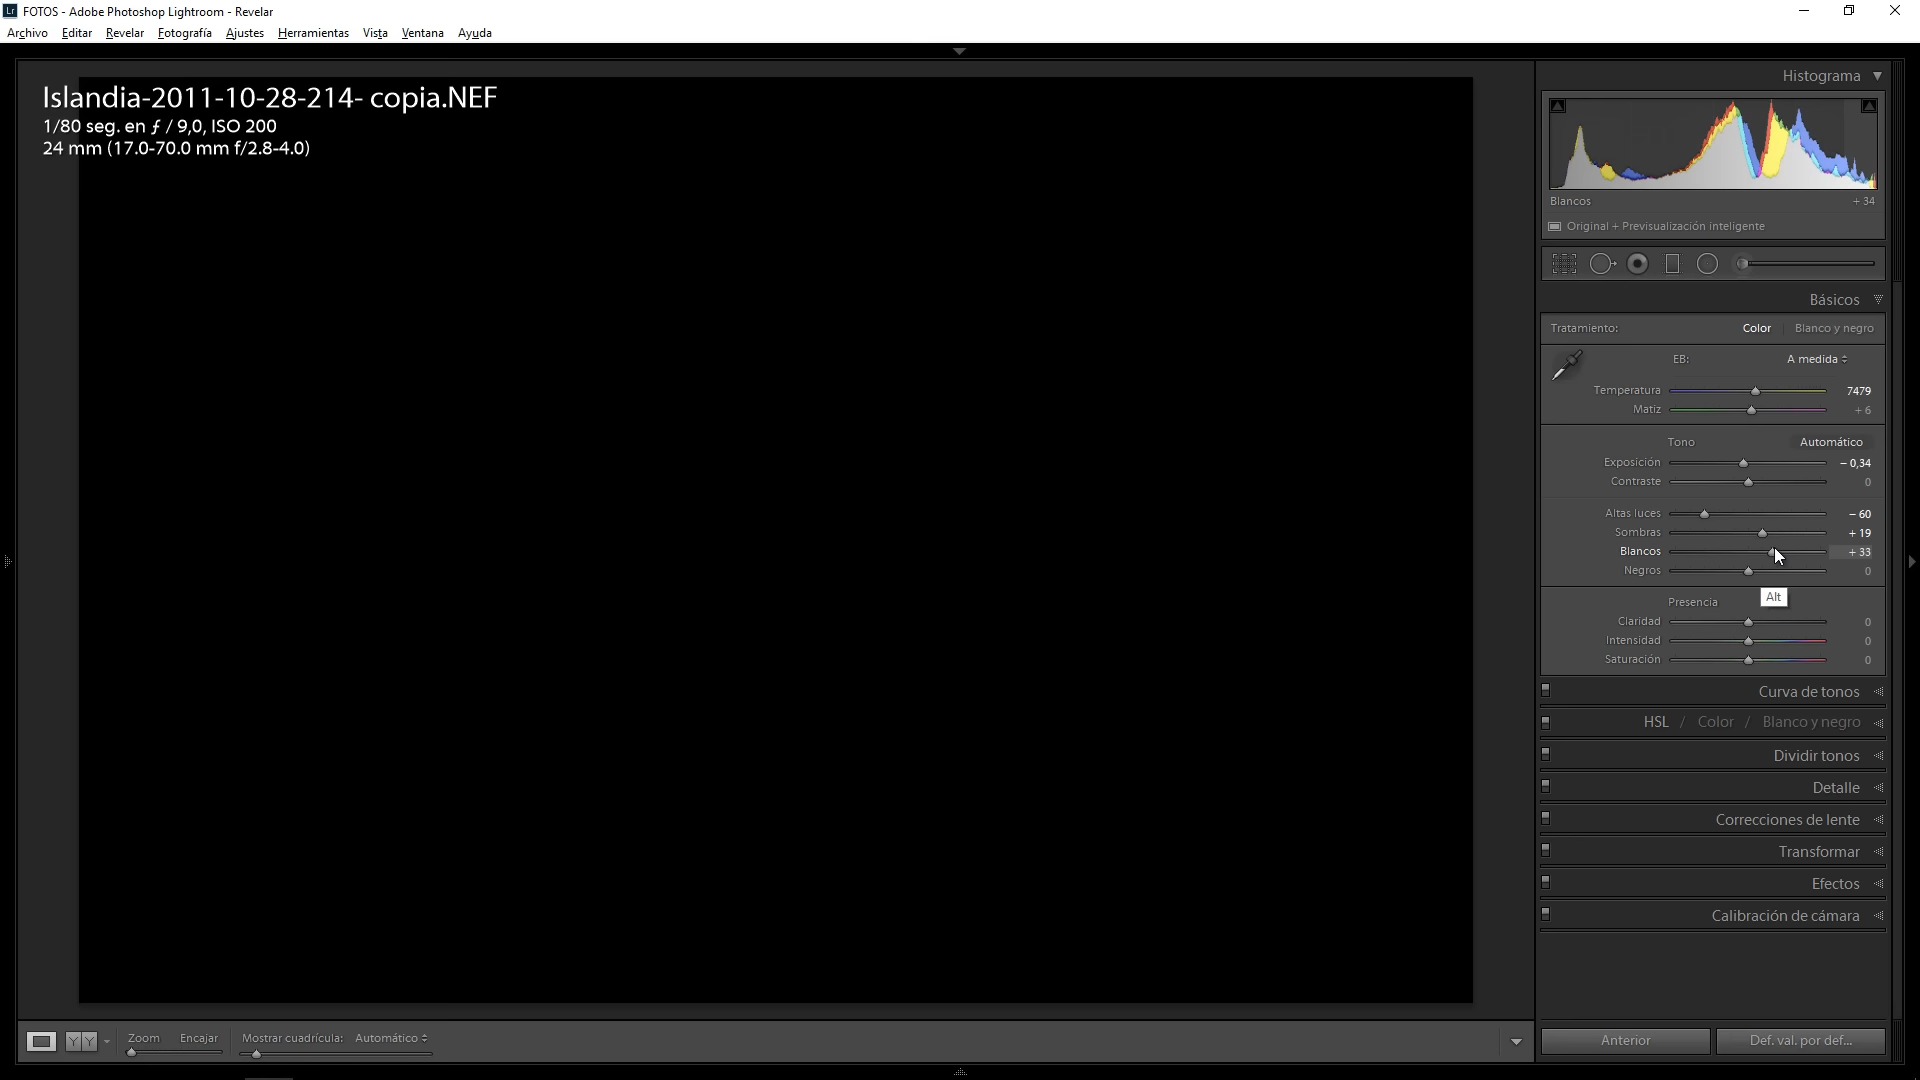 Lr FOTOS - Adobe Photoshop Lightroom - Revelar
Archivo Editar Revelar Fotografía Ajustes Herramientas Vista Ventana Ayuda
Islandia-2011-10-28-214- copia.NEF
1/80 seg. en ƒ / 9,0, ISO 200
24 mm (17.0-70.0 mm f/2.8-4.0)
Histograma
Blancos + 34
Original + Previsualización inteligente
Básicos
Tratamiento: Color Blanco y negro
EB: A medida
Temperatura 7479
Matiz + 6
Tono Automático
Exposición – 0,34
Contraste 0
Altas luces – 60
Sombras + 19
Blancos + 33
Negros 0
Alt
Presencia
Claridad 0
Intensidad 0
Saturación 0
Curva de tonos
HSL / Color / Blanco y negro
Dividir tonos
Detalle
Correcciones de lente
Transformar
Efectos
Calibración de cámara
Y Y Zoom Encajar Mostrar cuadrícula: Automático
Anterior Def. val. por def...